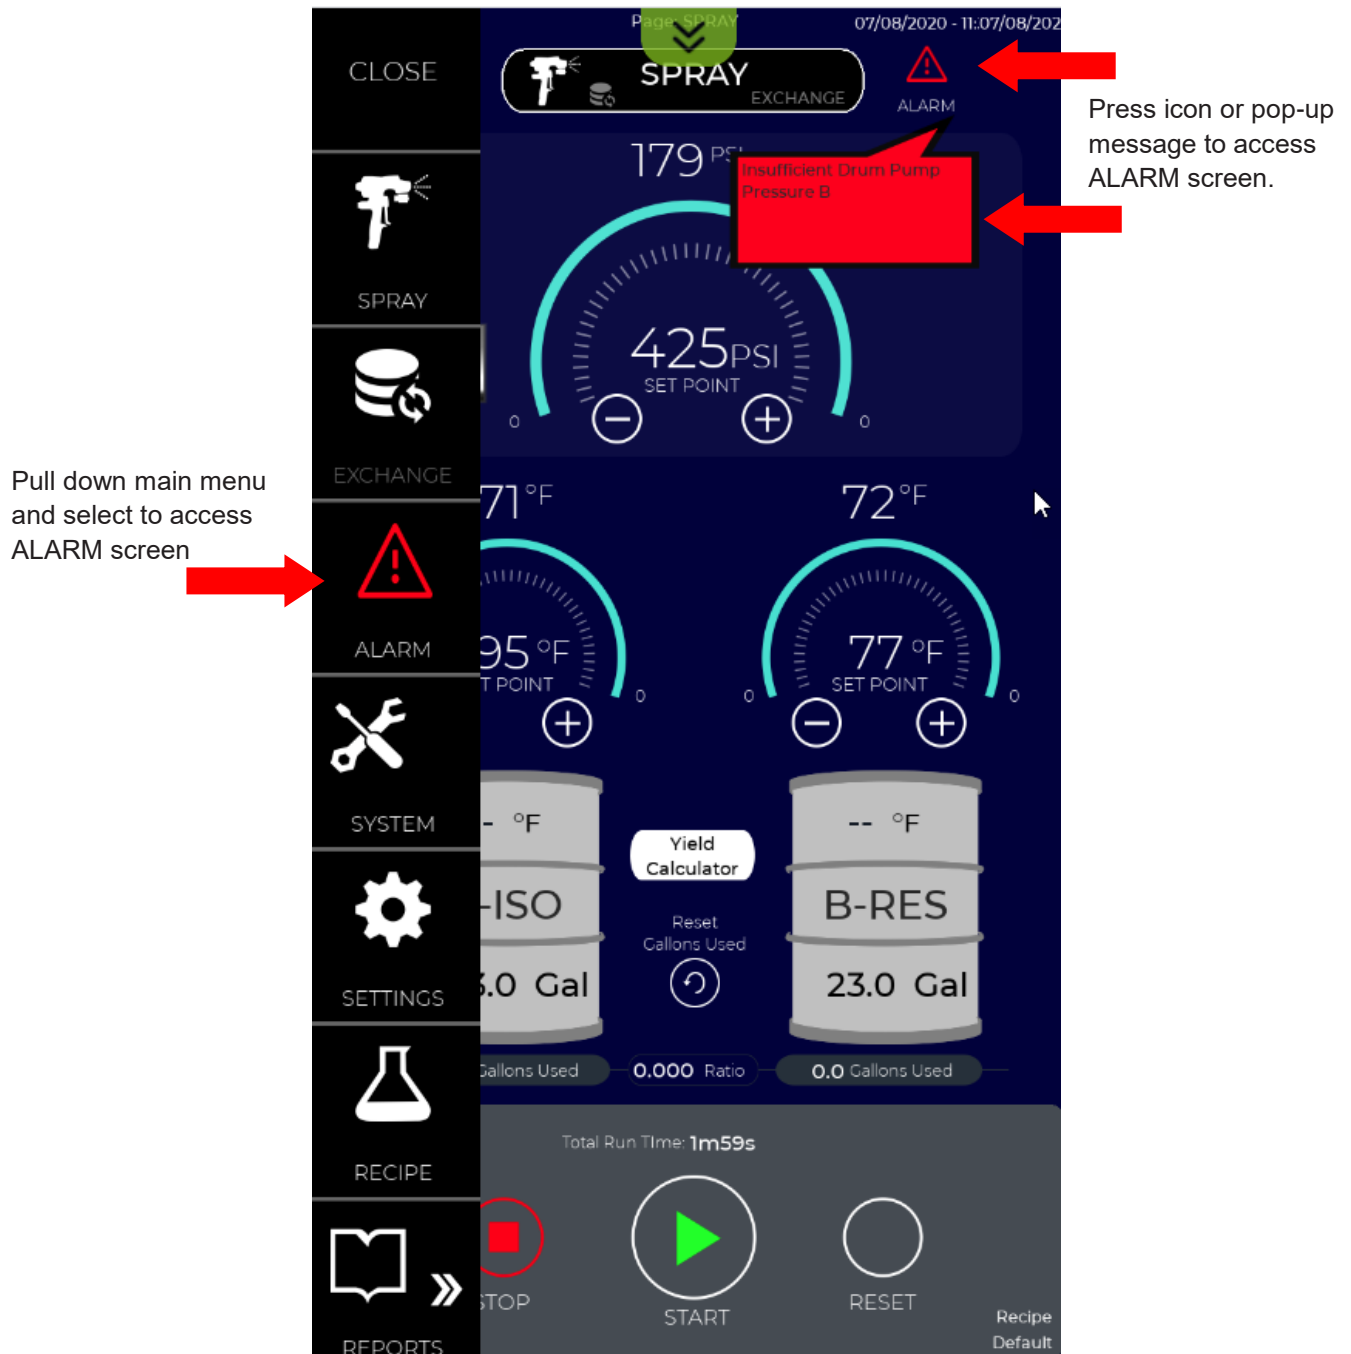 Page: SPRAY
07/08/2020 - 11:07/08/202
CLOSE
SPRAY
EXCHANGE
ALARM
Press icon or pop-up
message to access
ALARM screen.
179 PSI
Insufficient Drum Pump
Pressure B
SPRAY
425 PSI
SET POINT
0
0
EXCHANGE
Pull down main menu
and select to access
ALARM screen
71 °F
72 °F
ALARM
95 °F
T POINT
0
77 °F
SET POINT
0
0
SYSTEM
- °F
-- °F
Yield
Calculator
-ISO
B-RES
Reset
Gallons Used
.0 Gal
23.0 Gal
SETTINGS
Gallons Used
0.000 Ratio
0.0 Gallons Used
Total Run TIme: 1m59s
RECIPE
STOP
START
RESET
Recipe
Default
REPORTS